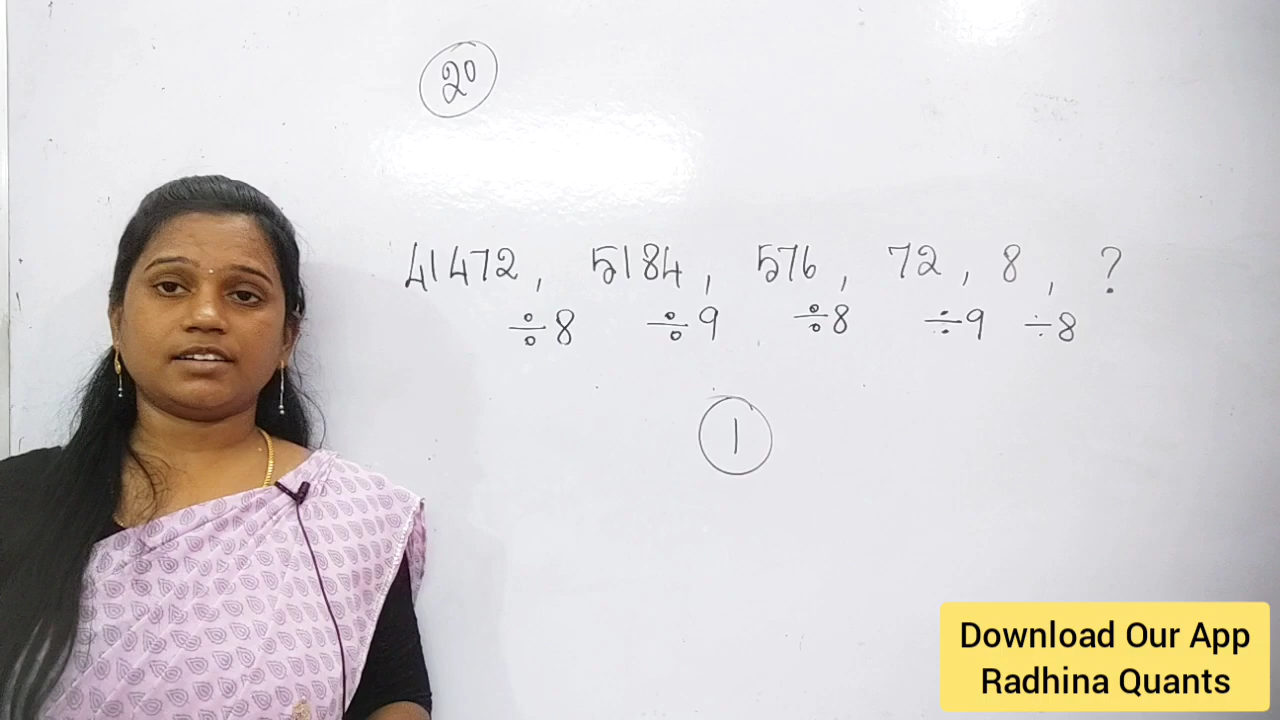 20
41472, 5184, 576, 72, 8, ?
÷8 ÷9 ÷8 ÷9 ÷8
1
Download Our App
Radhina Quants